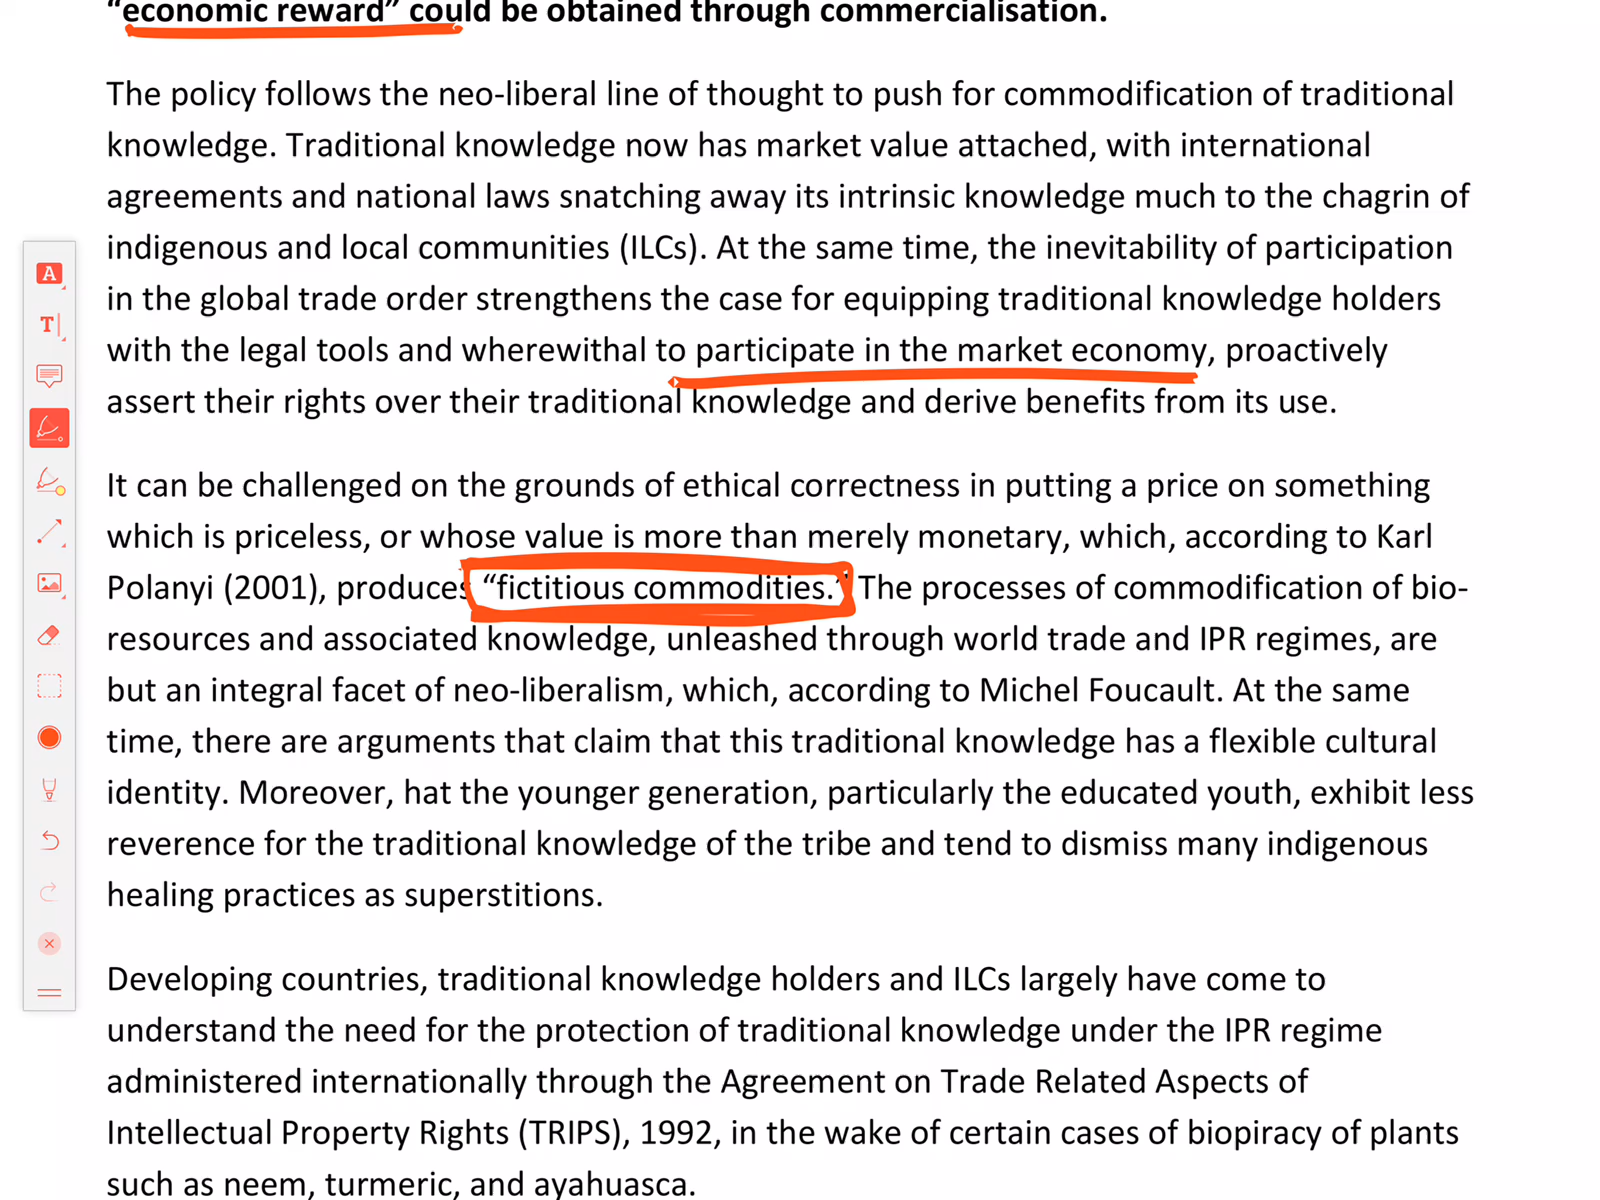 “economic reward” could be obtained through commercialisation.
The policy follows the neo-liberal line of thought to push for commodification of traditional
knowledge. Traditional knowledge now has market value attached, with international
agreements and national laws snatching away its intrinsic knowledge much to the chagrin of
indigenous and local communities (ILCs). At the same time, the inevitability of participation
in the global trade order strengthens the case for equipping traditional knowledge holders
with the legal tools and wherewithal to participate in the market economy, proactively
assert their rights over their traditional knowledge and derive benefits from its use.
It can be challenged on the grounds of ethical correctness in putting a price on something
which is priceless, or whose value is more than merely monetary, which, according to Karl
Polanyi (2001), produces “fictitious commodities.” The processes of commodification of bio-
resources and associated knowledge, unleashed through world trade and IPR regimes, are
but an integral facet of neo-liberalism, which, according to Michel Foucault. At the same
time, there are arguments that claim that this traditional knowledge has a flexible cultural
identity. Moreover, hat the younger generation, particularly the educated youth, exhibit less
reverence for the traditional knowledge of the tribe and tend to dismiss many indigenous
healing practices as superstitions.
Developing countries, traditional knowledge holders and ILCs largely have come to
understand the need for the protection of traditional knowledge under the IPR regime
administered internationally through the Agreement on Trade Related Aspects of
Intellectual Property Rights (TRIPS), 1992, in the wake of certain cases of biopiracy of plants
such as neem, turmeric, and ayahuasca.
A
T